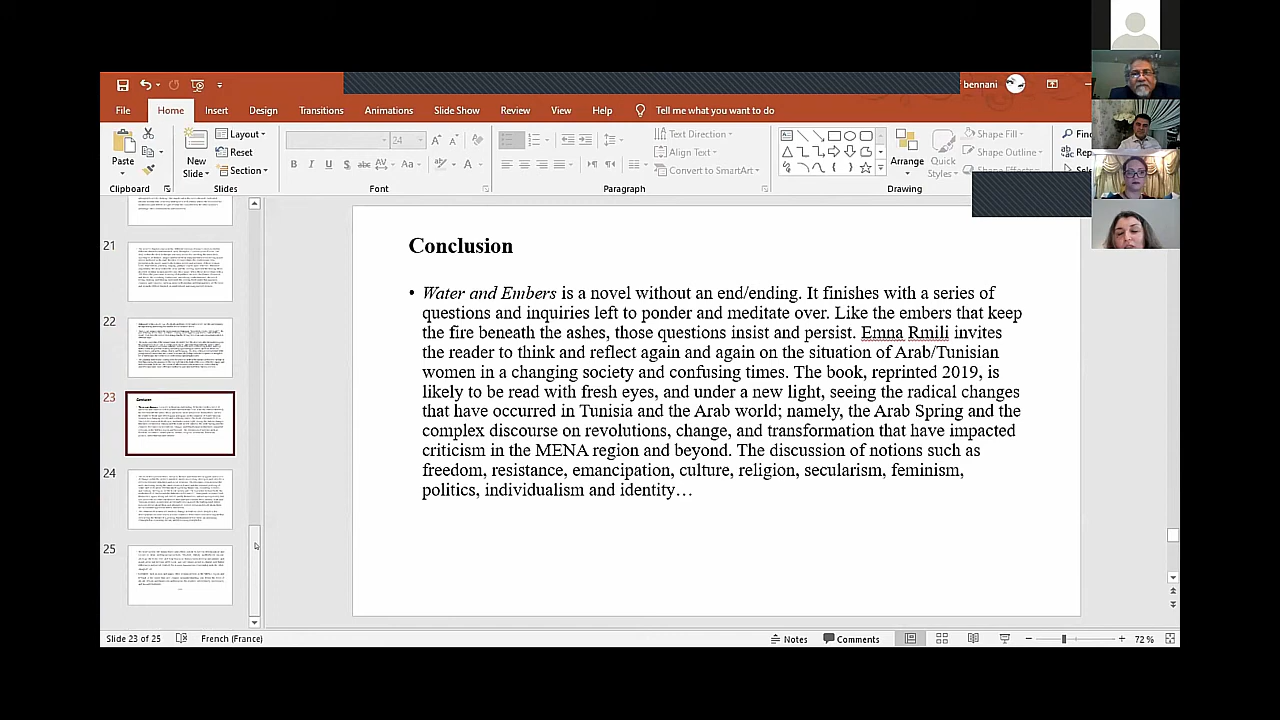 bennani
File Home Insert Design Transitions Animations Slide Show Review View Help Tell me what you want to do
Paste
New
Slide
Layout
Reset
Section
24
Text Direction
Align Text
Convert to SmartArt
Arrange
Quick
Styles
Shape Fill
Shape Outline
Shape Effects
Clipboard Slides Font Paragraph Drawing
21
22
23
24
25
Conclusion
• Water and Embers is a novel without an end/ending. It finishes with a series of
questions and inquiries left to ponder and meditate over. Like the embers that keep
the fire beneath the ashes those questions insist and persist. Emna Rmili invites
the reader to think and reflect again and again on the situation of Arab/Tunisian
women in a changing society and confusing times. The book, reprinted 2019, is
likely to be read with fresh eyes, and under a new light, seeing the radical changes
that have occurred in Tunisia and the Arab world; namely, the Arab Spring and the
complex discourse on revolutions, change, and transformation that have impacted
criticism in the MENA region and beyond. The discussion of notions such as
freedom, resistance, emancipation, culture, religion, secularism, feminism,
politics, individualism and identity…
Slide 23 of 25 French (France) Notes Comments 72 %